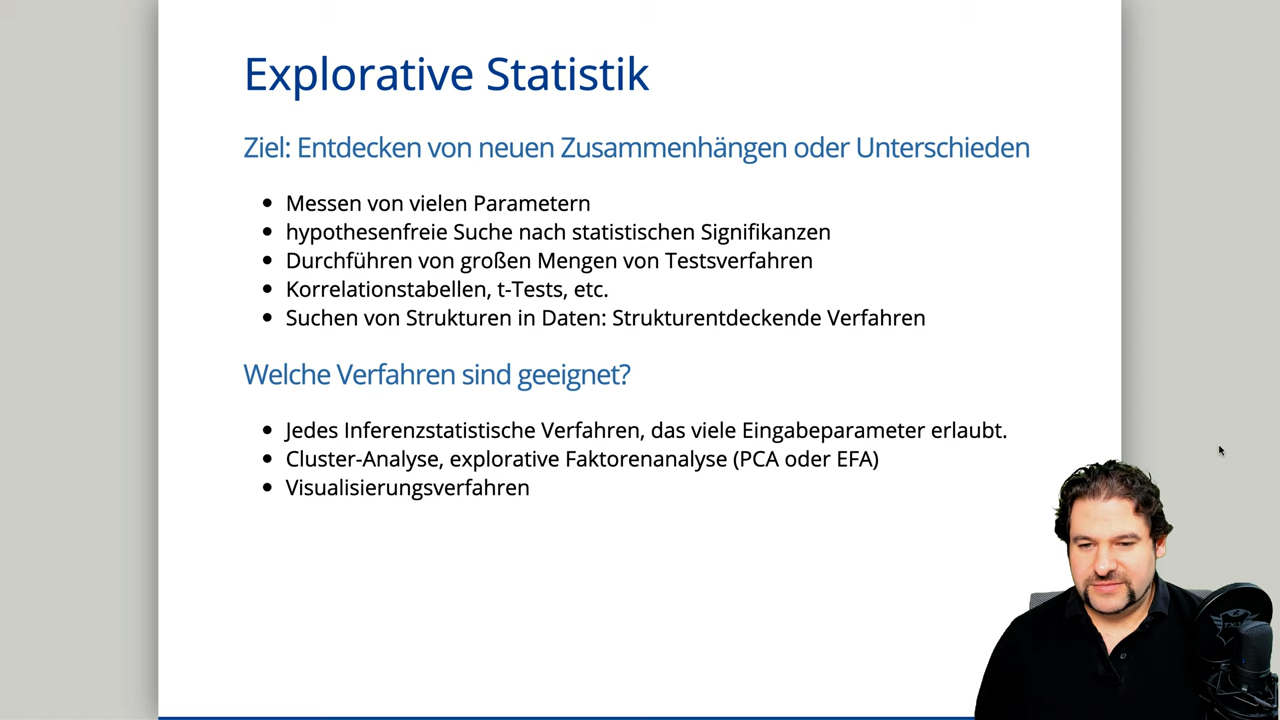 Explorative Statistik
Ziel: Entdecken von neuen Zusammenhängen oder Unterschieden
Messen von vielen Parametern
hypothesenfreie Suche nach statistischen Signifikanzen
Durchführen von großen Mengen von Testsverfahren
Korrelationstabellen, t-Tests, etc.
Suchen von Strukturen in Daten: Strukturentdeckende Verfahren
Welche Verfahren sind geeignet?
Jedes Inferenzstatistische Verfahren, das viele Eingabeparameter erlaubt.
Cluster-Analyse, explorative Faktorenanalyse (PCA oder EFA)
Visualisierungsverfahren